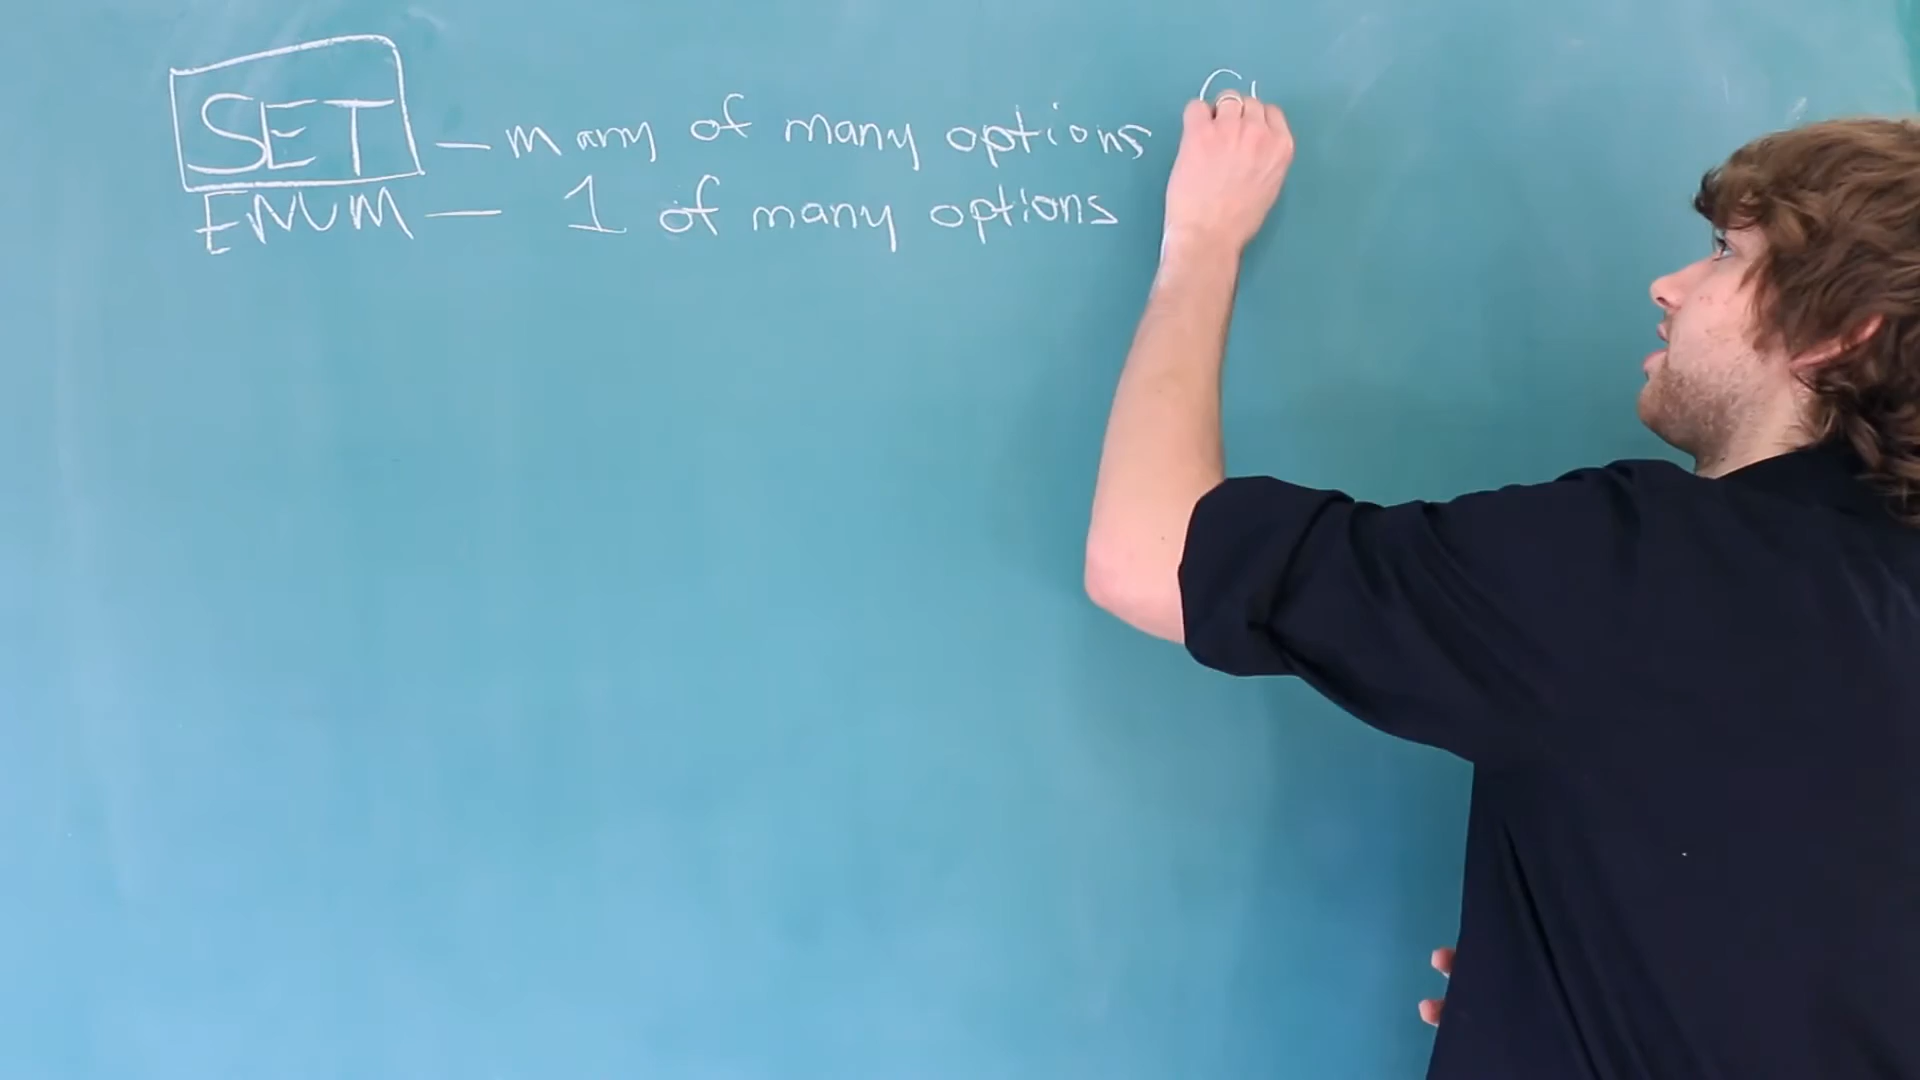 SET — many of many options
ENUM — 1 of many options